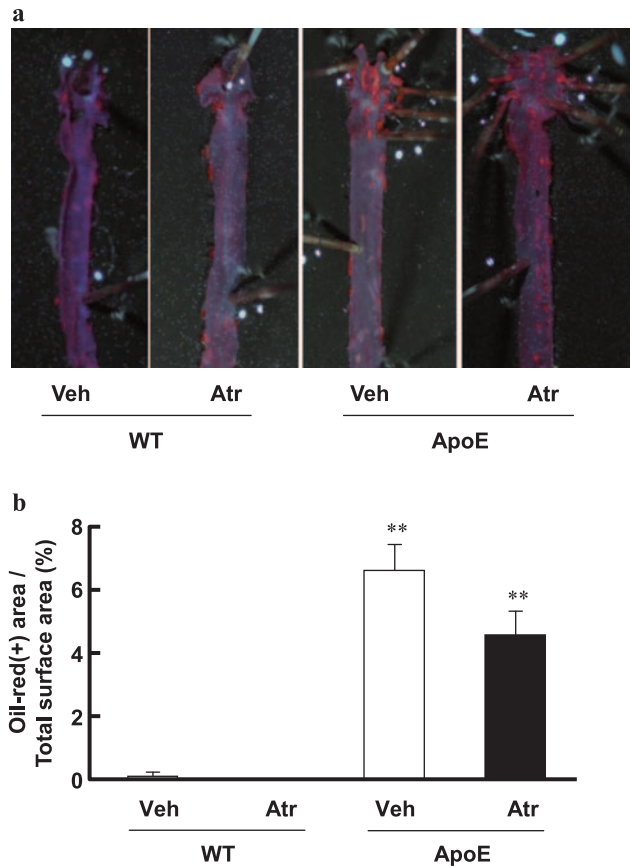 a
Veh Atr Veh Atr
WT ApoE
b
Oil-red(+) area /
Total surface area (%)
8
6
4
2
0
**
**
Veh Atr Veh Atr
WT ApoE